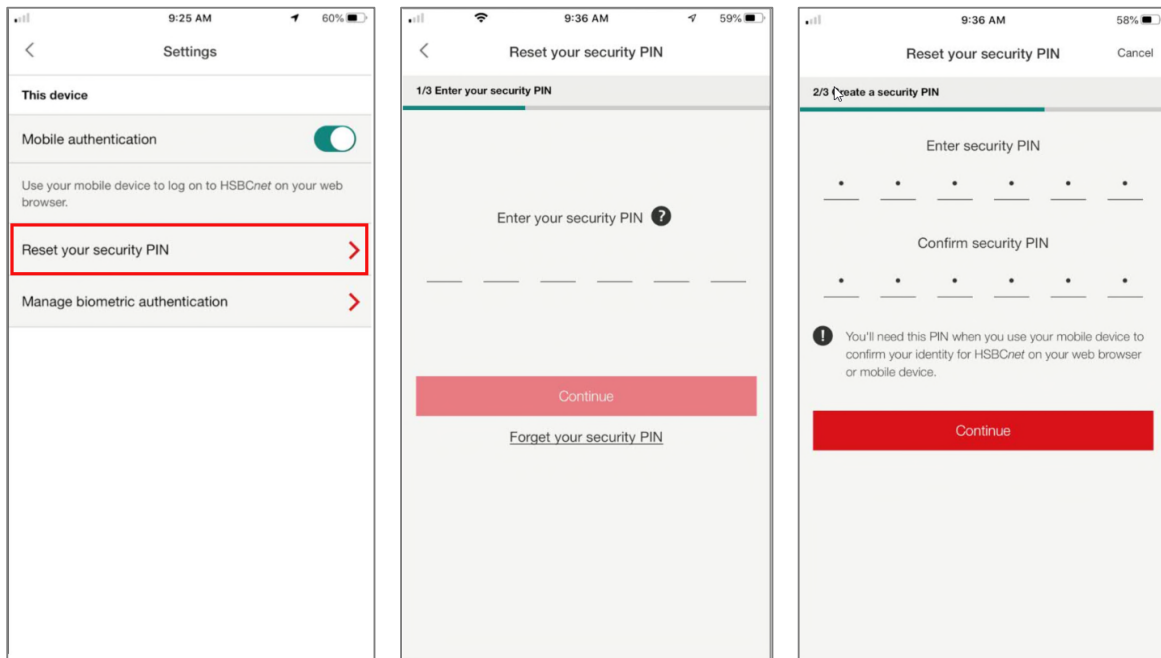 9:25 AM
60%
Settings
This device
Mobile authentication
Use your mobile device to log on to HSBCnet on your web
browser.
Reset your security PIN
Manage biometric authentication
9:36 AM
59%
Reset your security PIN
1/3 Enter your security PIN
Enter your security PIN ?
Continue
Forget your security PIN
9:36 AM
58%
Reset your security PIN
Cancel
2/3 Create a security PIN
Enter security PIN
Confirm security PIN
! You'll need this PIN when you use your mobile device to
confirm your identity for HSBCnet on your web browser
or mobile device.
Continue